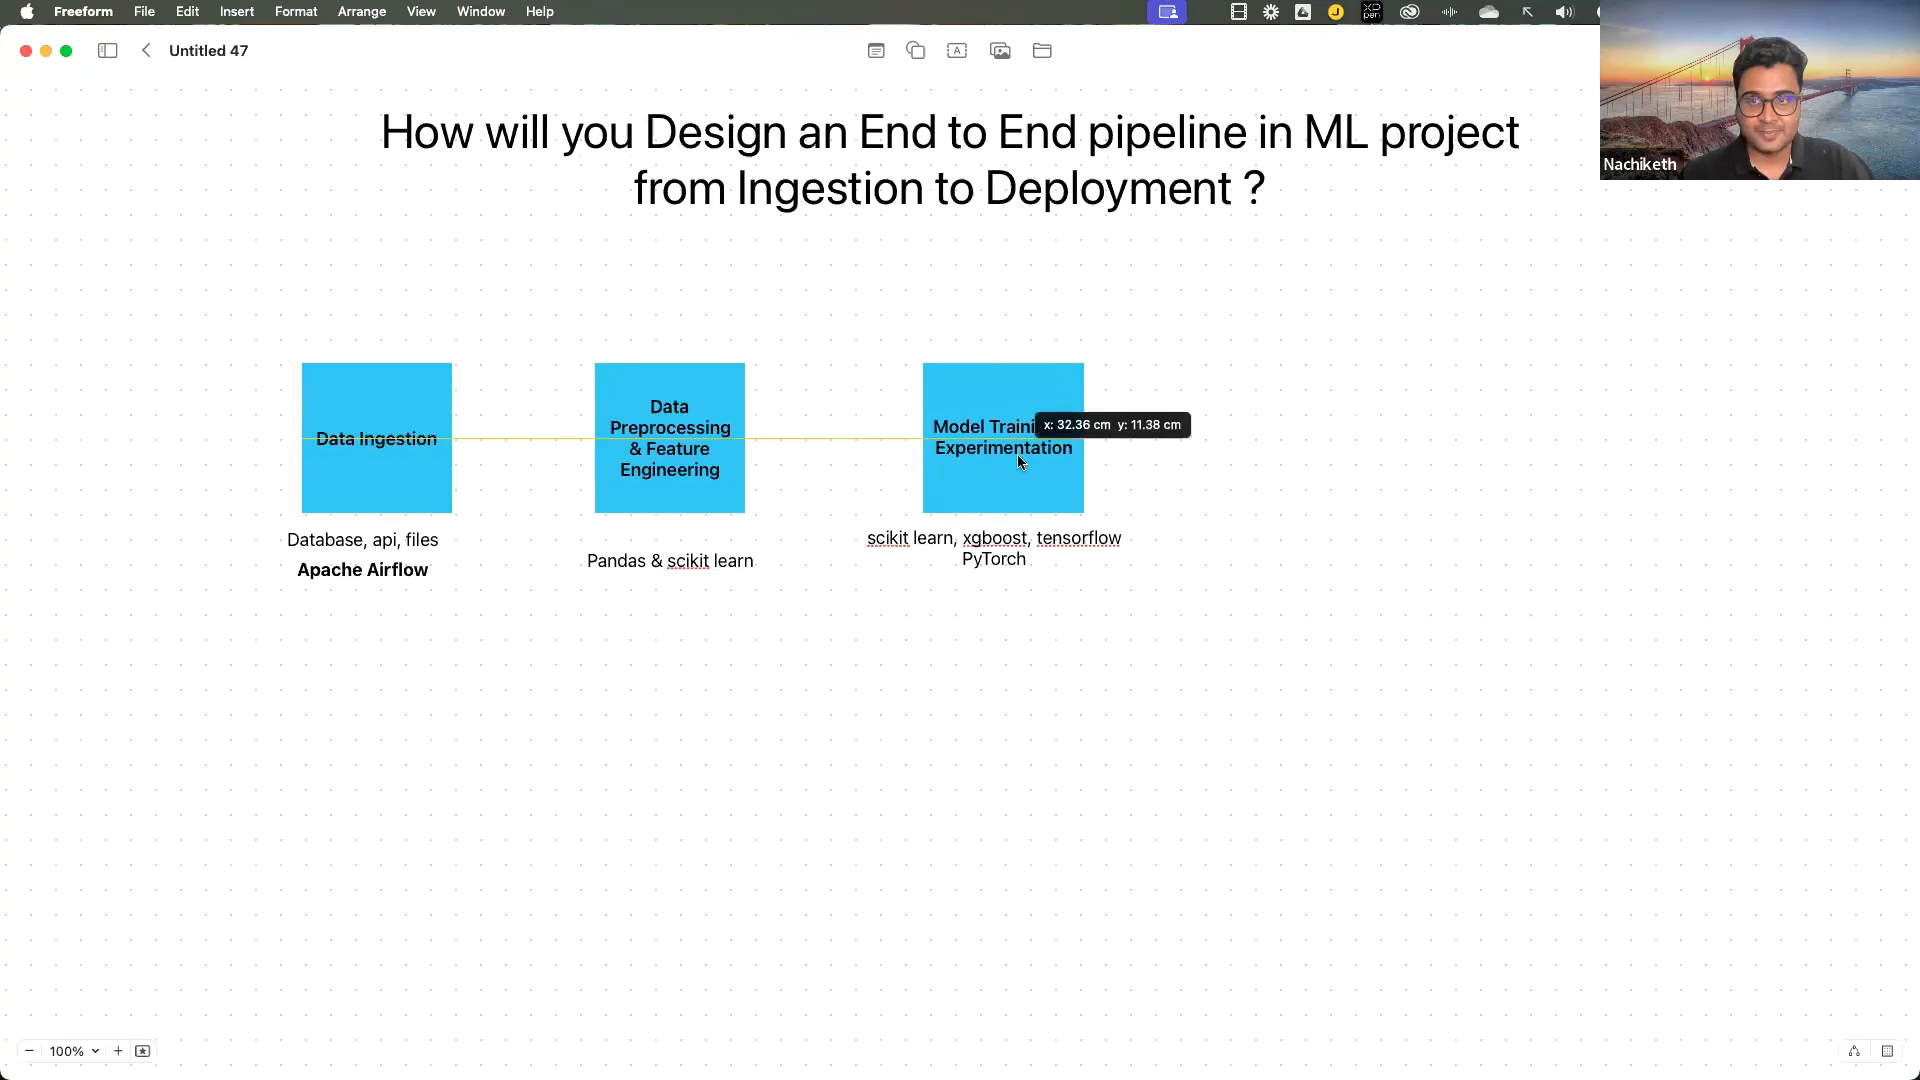 Freeform File Edit Insert Format Arrange View Window Help
Untitled 47
Nachiketh
How will you Design an End to End pipeline in ML project
from Ingestion to Deployment ?
Data Ingestion
Data
Preprocessing
& Feature
Engineering
Model
Experimentation
x: 32.36 cm y: 11.38 cm
Database, api, files
Apache Airflow
Pandas & scikit learn
scikit learn, xgboost, tensorflow
PyTorch
100%